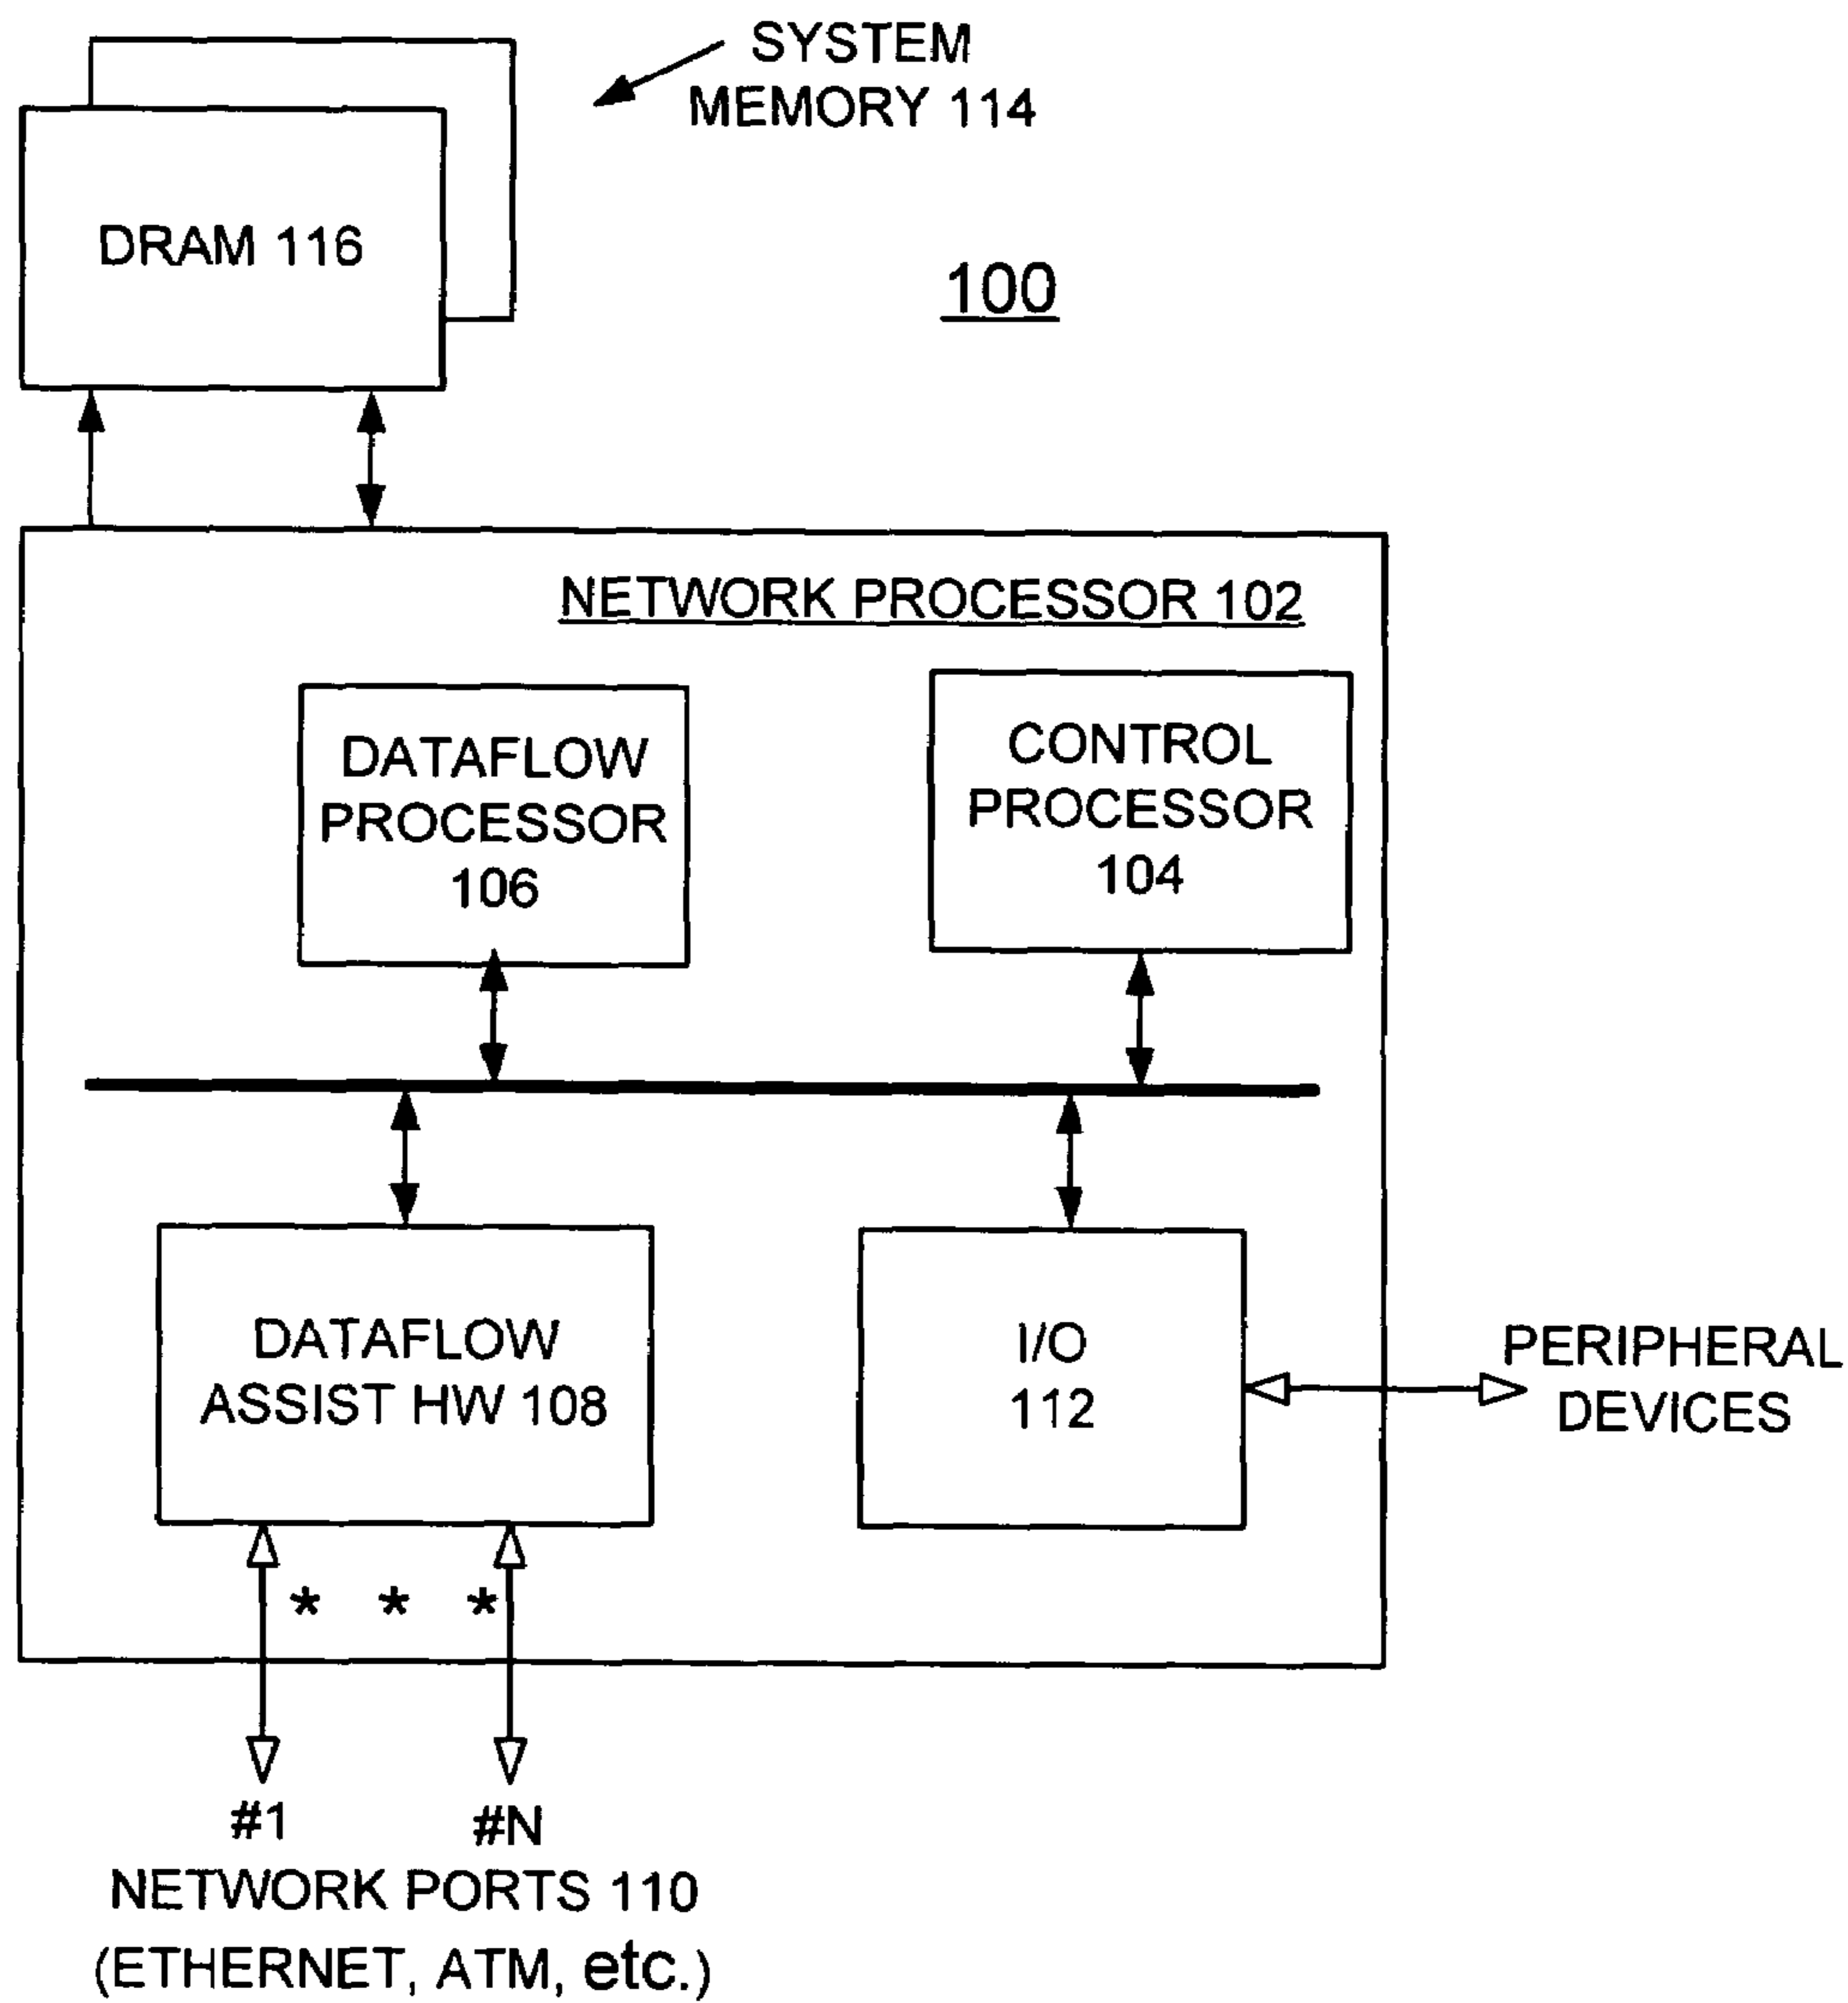 SYSTEM
MEMORY 114
DRAM 116
100
NETWORK PROCESSOR 102
DATAFLOW
PROCESSOR
106
CONTROL
PROCESSOR
104
DATAFLOW
ASSIST HW 108
I/O
112
PERIPHERAL
DEVICES
* * *
#1 #N
NETWORK PORTS 110
(ETHERNET, ATM, etc.)